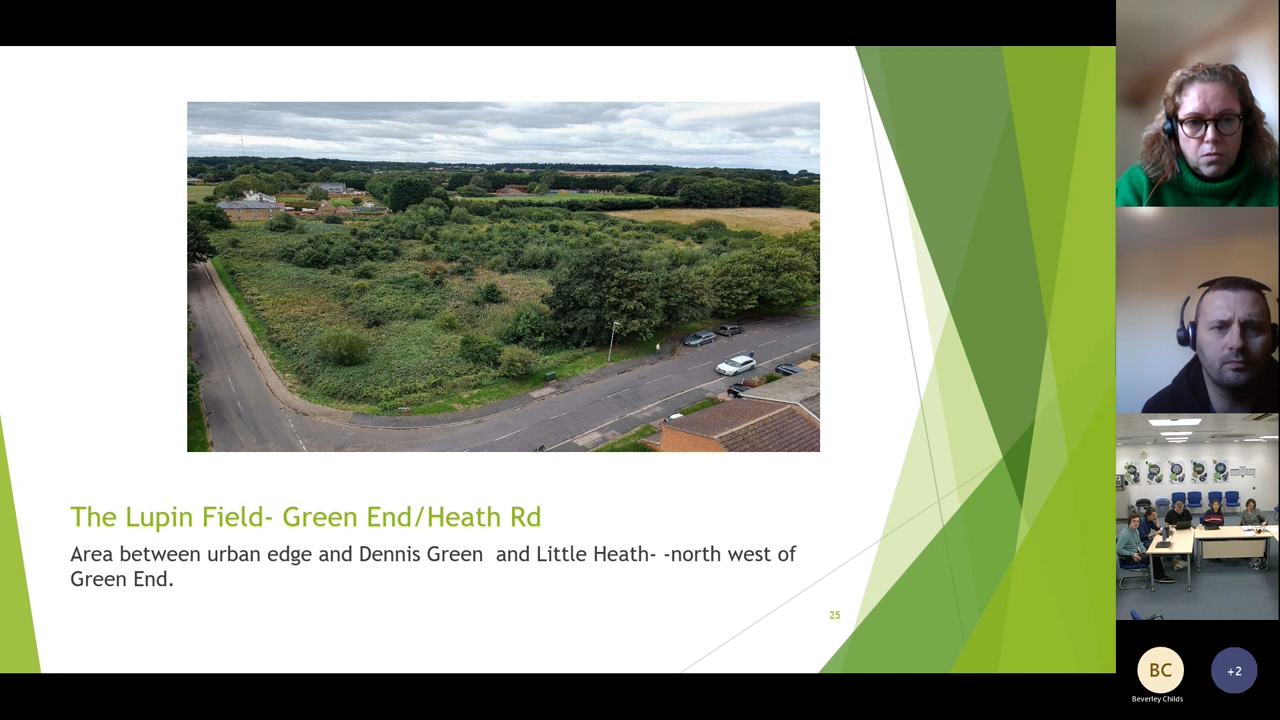 The Lupin Field- Green End/Heath Rd
Area between urban edge and Dennis Green  and Little Heath- -north west of
Green End.
25
BC
Beverley Childs
+2